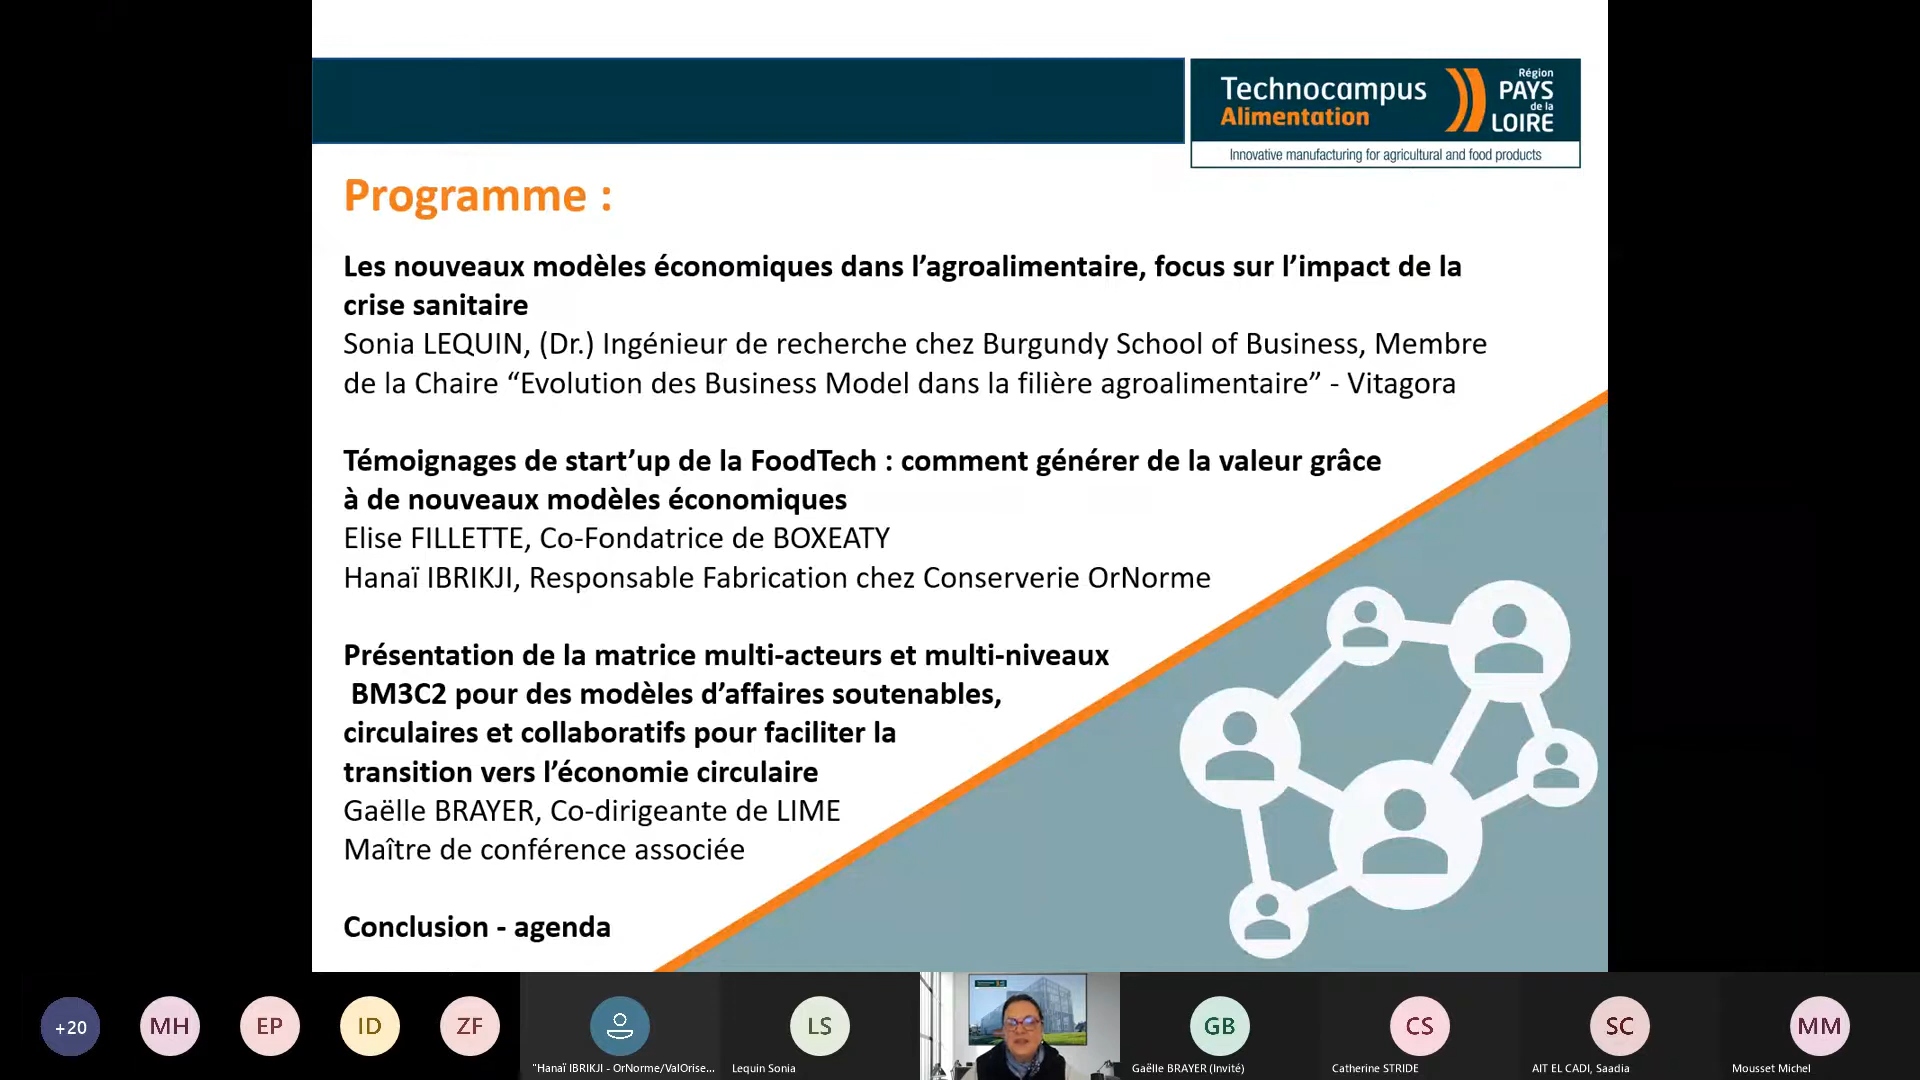 Technocampus
Alimentation
Région
PAYS
de la
LOIRE
Innovative manufacturing for agricultural and food products
Programme :
Les nouveaux modèles économiques dans l’agroalimentaire, focus sur l’impact de la
crise sanitaire
Sonia LEQUIN, (Dr.) Ingénieur de recherche chez Burgundy School of Business, Membre
de la Chaire “Evolution des Business Model dans la filière agroalimentaire” - Vitagora
Témoignages de start’up de la FoodTech : comment générer de la valeur grâce
à de nouveaux modèles économiques
Elise FILLETTE, Co-Fondatrice de BOXEATY
Hanaï IBRIKJI, Responsable Fabrication chez Conserverie OrNorme
Présentation de la matrice multi-acteurs et multi-niveaux
BM3C2 pour des modèles d’affaires soutenables,
circulaires et collaboratifs pour faciliter la
transition vers l’économie circulaire
Gaëlle BRAYER, Co-dirigeante de LIME
Maître de conférence associée
Conclusion - agenda
+20
MH
EP
ID
ZF
LS
GB
CS
SC
MM
"Hanaï IBRIKJI - OrNorme/ValOrise...
Lequin Sonia
Gaëlle BRAYER (Invité)
Catherine STRIDE
AIT EL CADI, Saadia
Mousset Michel